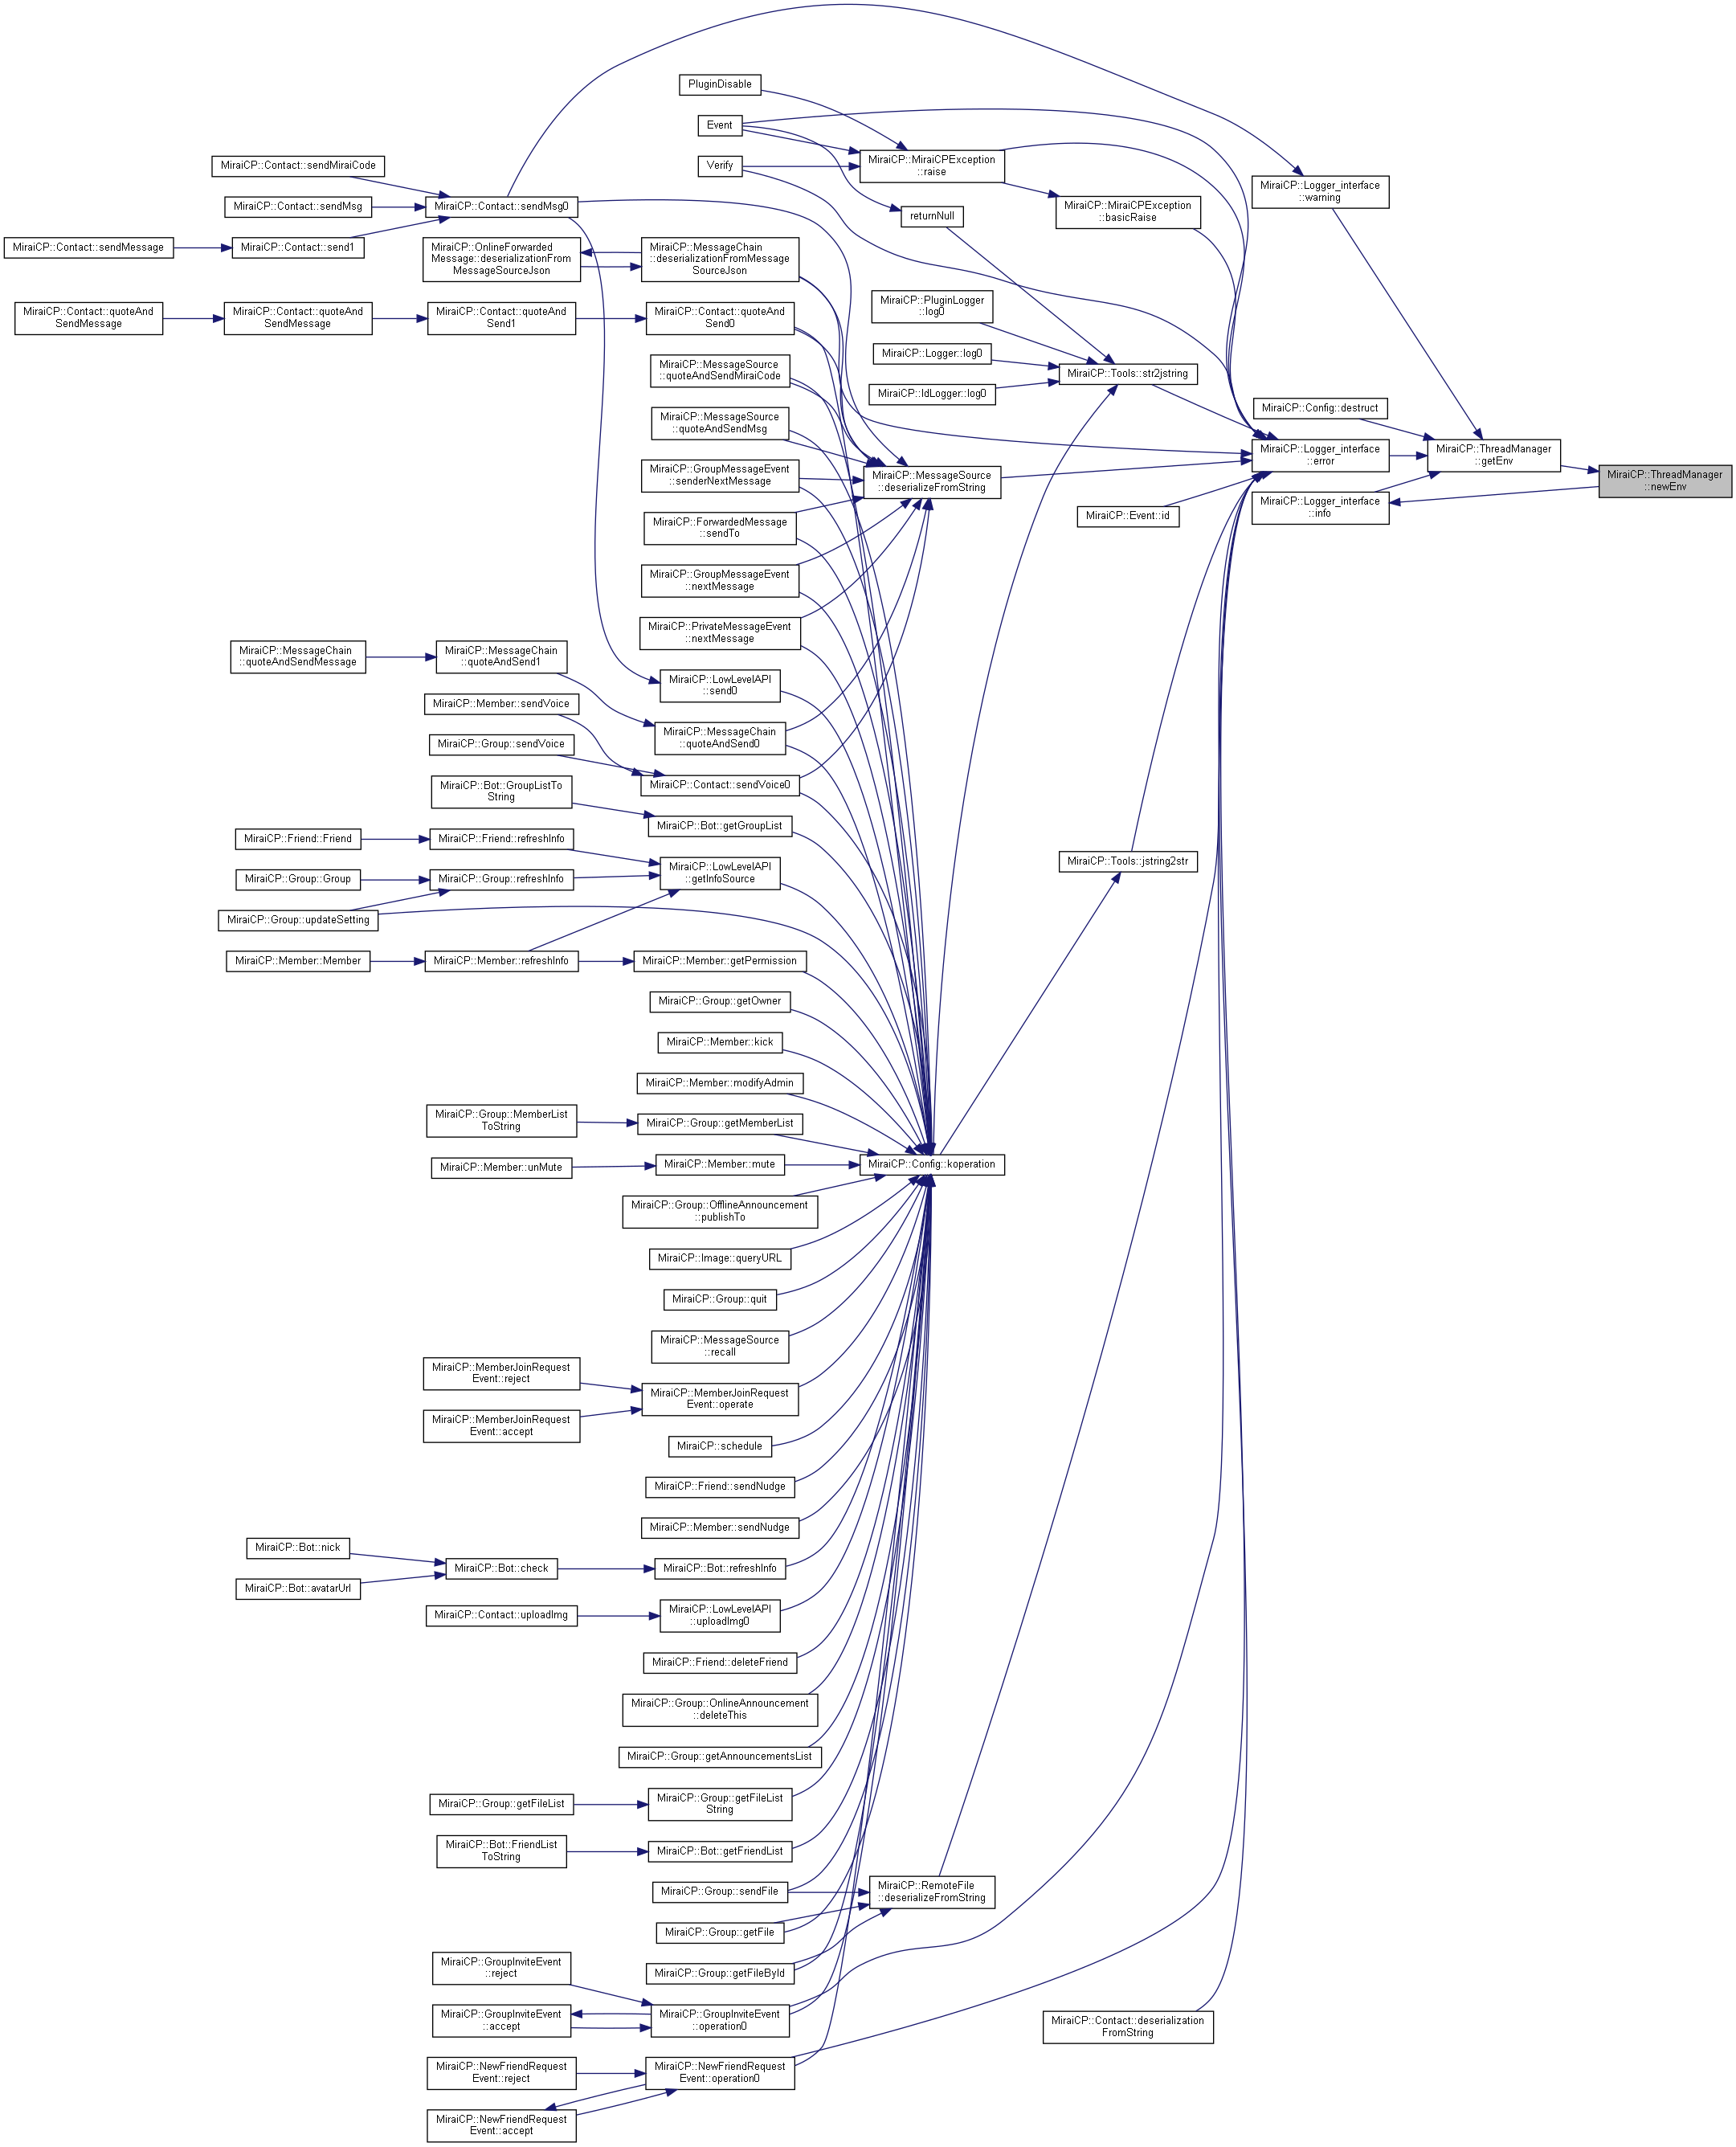 PluginDisable
Event
Verify
MiraiCP::MiraiCPException
::raise
MiraiCP::Logger_interface
::warning
MiraiCP::Contact::sendMiraiCode
MiraiCP::Contact::sendMsg
MiraiCP::Contact::sendMsg0
returnNull
MiraiCP::MiraiCPException
::basicRaise
MiraiCP::Contact::sendMessage
MiraiCP::Contact::send1
MiraiCP::OnlineForwarded
Message::deserializationFrom
MessageSourceJson
MiraiCP::MessageChain
::deserializationFromMessage
SourceJson
MiraiCP::PluginLogger
::log0
MiraiCP::Contact::quoteAnd
SendMessage
MiraiCP::Contact::quoteAnd
SendMessage
MiraiCP::Contact::quoteAnd
Send1
MiraiCP::Contact::quoteAnd
Send0
MiraiCP::Logger::log0
MiraiCP::MessageSource
::quoteAndSendMiraiCode
MiraiCP::Tools::str2jstring
MiraiCP::IdLogger::log0
MiraiCP::Config::destruct
MiraiCP::MessageSource
::quoteAndSendMsg
MiraiCP::Logger_interface
::error
MiraiCP::ThreadManager
::getEnv
MiraiCP::GroupMessageEvent
::senderNextMessage
MiraiCP::MessageSource
::deserializeFromString
MiraiCP::ThreadManager
::newEnv
MiraiCP::Logger_interface
::info
MiraiCP::Event::id
MiraiCP::ForwardedMessage
::sendTo
MiraiCP::GroupMessageEvent
::nextMessage
MiraiCP::PrivateMessageEvent
::nextMessage
MiraiCP::MessageChain
::quoteAndSendMessage
MiraiCP::MessageChain
::quoteAndSend1
MiraiCP::LowLevelAPI
::send0
MiraiCP::Member::sendVoice
MiraiCP::MessageChain
::quoteAndSend0
MiraiCP::Group::sendVoice
MiraiCP::Contact::sendVoice0
MiraiCP::Bot::GroupListTo
String
MiraiCP::Bot::getGroupList
MiraiCP::Friend::Friend
MiraiCP::Friend::refreshInfo
MiraiCP::LowLevelAPI
::getInfoSource
MiraiCP::Tools::jstring2str
MiraiCP::Group::Group
MiraiCP::Group::refreshInfo
MiraiCP::Group::updateSetting
MiraiCP::Member::Member
MiraiCP::Member::refreshInfo
MiraiCP::Member::getPermission
MiraiCP::Group::getOwner
MiraiCP::Member::kick
MiraiCP::Member::modifyAdmin
MiraiCP::Group::MemberList
ToString
MiraiCP::Group::getMemberList
MiraiCP::Member::unMute
MiraiCP::Member::mute
MiraiCP::Config::koperation
MiraiCP::Group::OfflineAnnouncement
::publishTo
MiraiCP::Image::queryURL
MiraiCP::Group::quit
MiraiCP::MessageSource
::recall
MiraiCP::MemberJoinRequest
Event::reject
MiraiCP::MemberJoinRequest
Event::operate
MiraiCP::MemberJoinRequest
Event::accept
MiraiCP::schedule
MiraiCP::Friend::sendNudge
MiraiCP::Member::sendNudge
MiraiCP::Bot::nick
MiraiCP::Bot::check
MiraiCP::Bot::refreshInfo
MiraiCP::Bot::avatarUrl
MiraiCP::Contact::uploadImg
MiraiCP::LowLevelAPI
::uploadImg0
MiraiCP::Friend::deleteFriend
MiraiCP::Group::OnlineAnnouncement
::deleteThis
MiraiCP::Group::getAnnouncementsList
MiraiCP::Group::getFileList
MiraiCP::Group::getFileList
String
MiraiCP::Bot::FriendList
ToString
MiraiCP::Bot::getFriendList
MiraiCP::Group::sendFile
MiraiCP::RemoteFile
::deserializeFromString
MiraiCP::Group::getFile
MiraiCP::Group::getFileById
MiraiCP::GroupInviteEvent
::reject
MiraiCP::GroupInviteEvent
::accept
MiraiCP::GroupInviteEvent
::operation0
MiraiCP::Contact::deserialization
FromString
MiraiCP::NewFriendRequest
Event::reject
MiraiCP::NewFriendRequest
Event::operation0
MiraiCP::NewFriendRequest
Event::accept